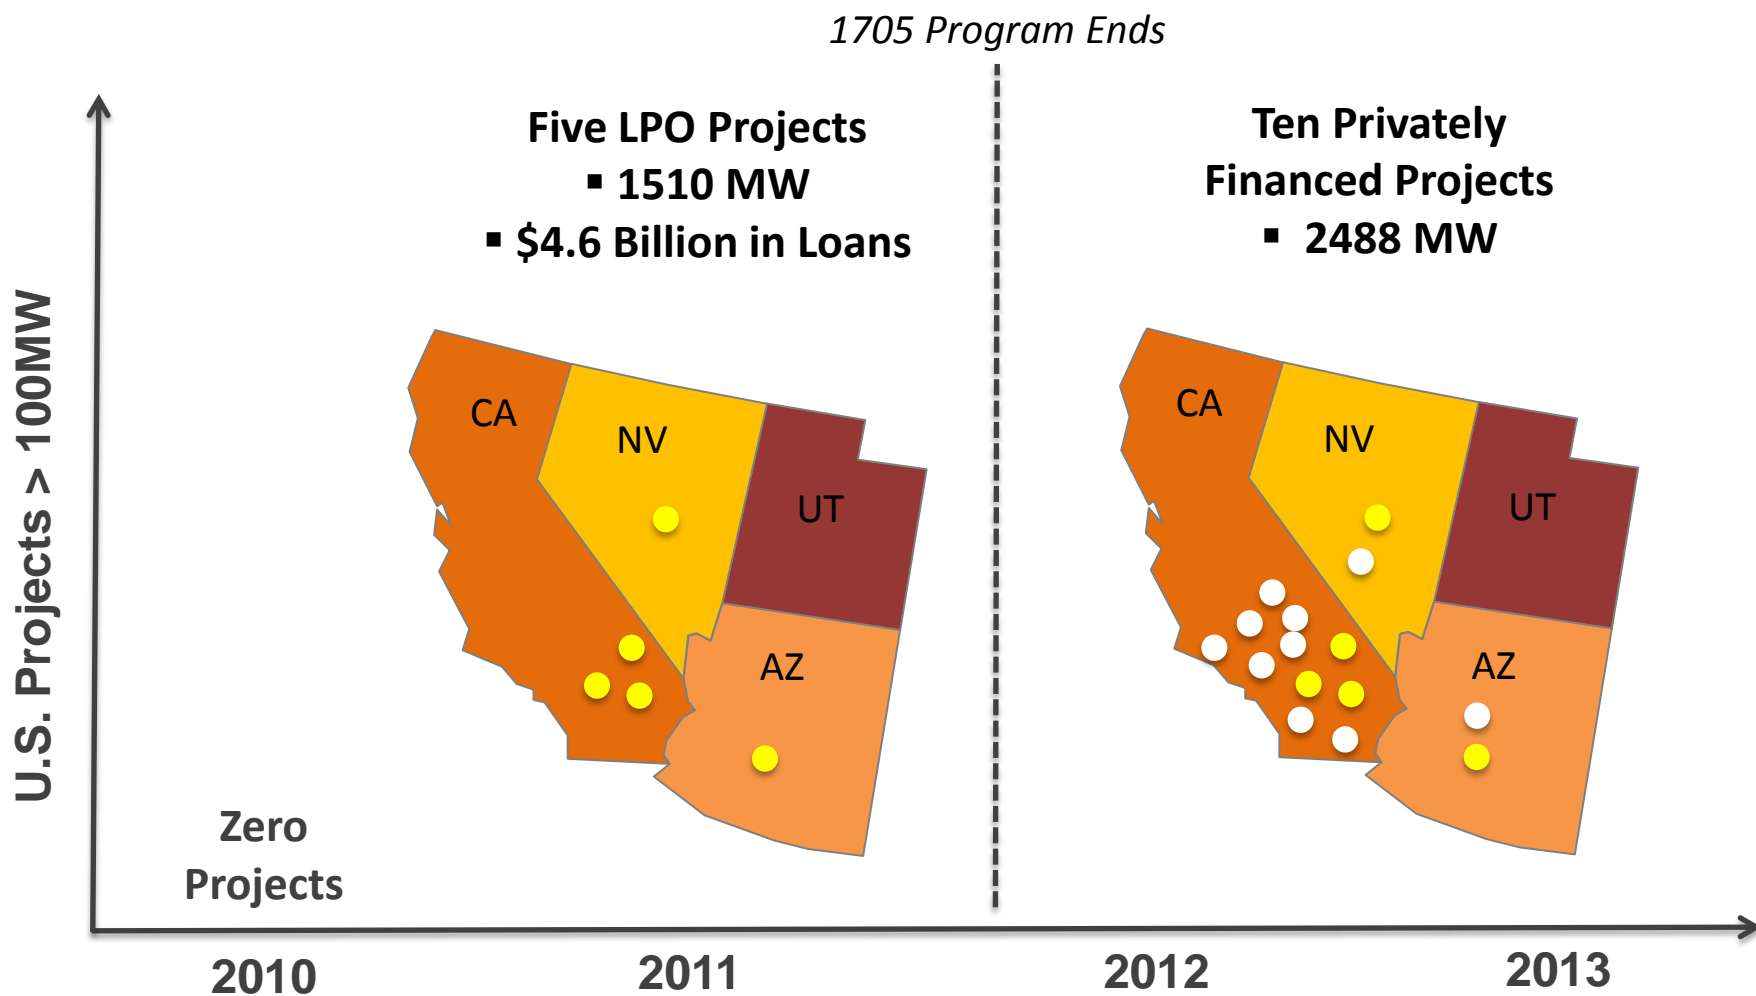 1705 Program Ends
Five LPO Projects
▪ 1510 MW
▪ $4.6 Billion in Loans
Ten Privately
Financed Projects
▪ 2488 MW
U.S. Projects > 100MW
CA
NV
UT
AZ
CA
NV
UT
AZ
Zero
Projects
2010
2011
2012
2013